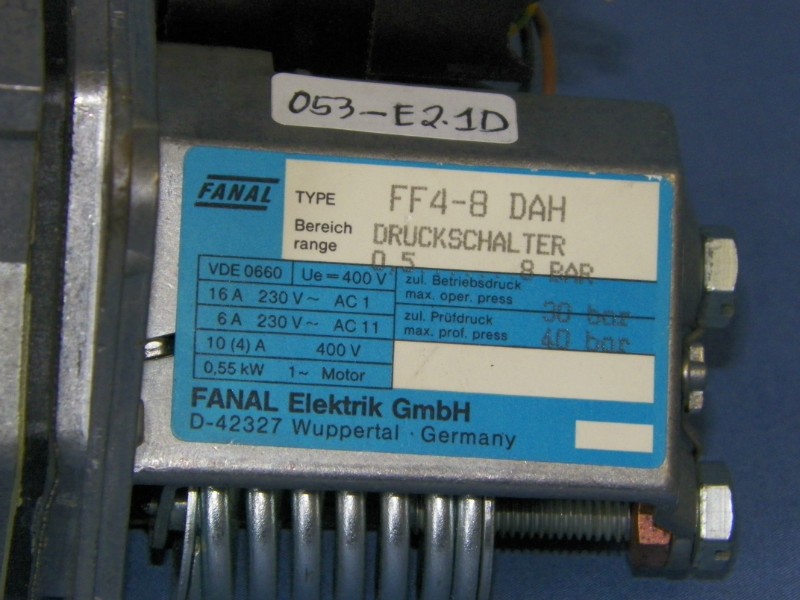 053-E2.1D
FANAL
TYPE FF4-8 DAH
Bereich
range
DRUCKSCHALTER
0,5 8 BAR
VDE 0660 Ue = 400 V
16 A 230 V ~ AC 1
6 A 230 V ~ AC 11
10 (4) A 400 V
0,55 kW 1 ~ Motor
zul. Betriebsdruck
max. oper. press 30 bar
zul. Prüfdruck
max. prol. press 40 bar
FANAL Elektrik GmbH
D-42327 Wuppertal · Germany